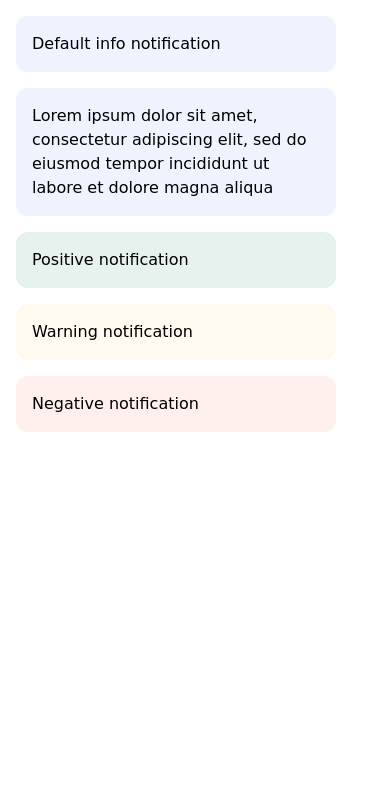 Default info notification
Lorem ipsum dolor sit amet,
consectetur adipiscing elit, sed do
eiusmod tempor incididunt ut
labore et dolore magna aliqua
Positive notification
Warning notification
Negative notification